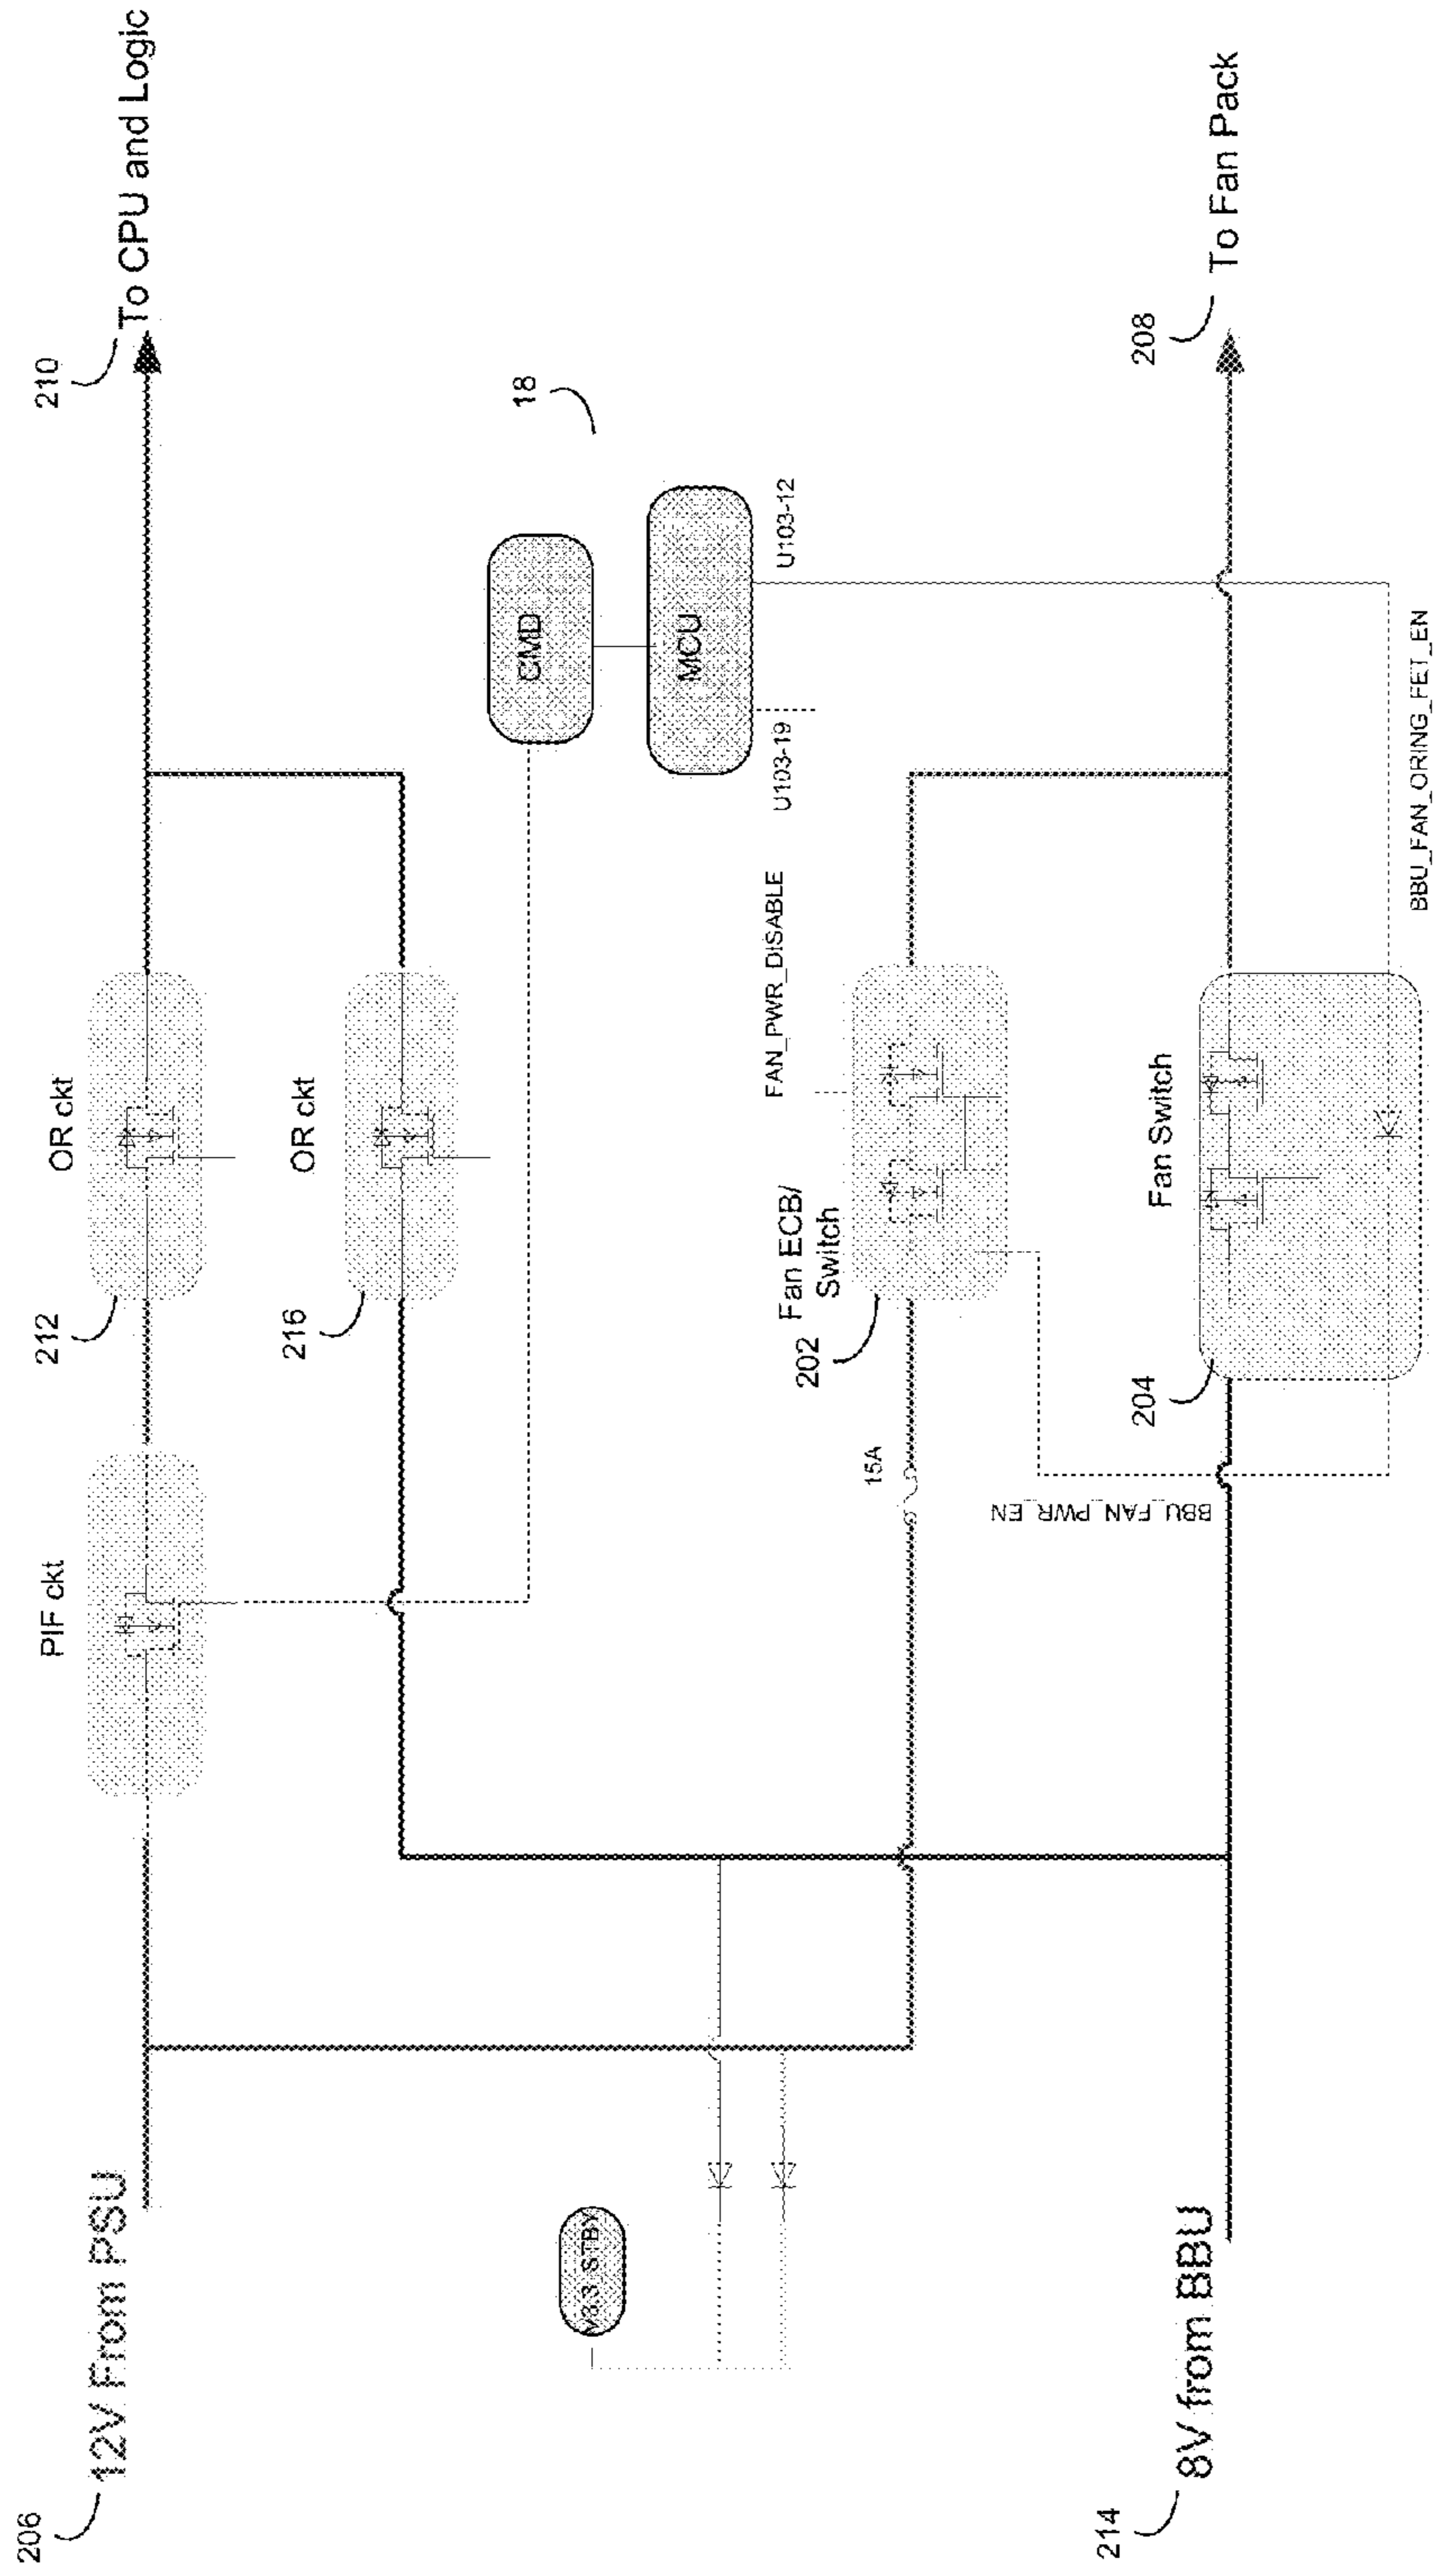 206
12V From PSU
PIF ckt
212
OR ckt
210
To CPU and Logic
216
OR ckt
18
CMD
MCU
U103-19
U103-12
V3.3_STBY
15A
202
Fan ECB/
Switch
FAN_PWR_DISABLE
BBU_FAN_PWR_EN
204
Fan Switch
208
To Fan Pack
BBU_FAN_ORING_FET_EN
214
8V from BBU